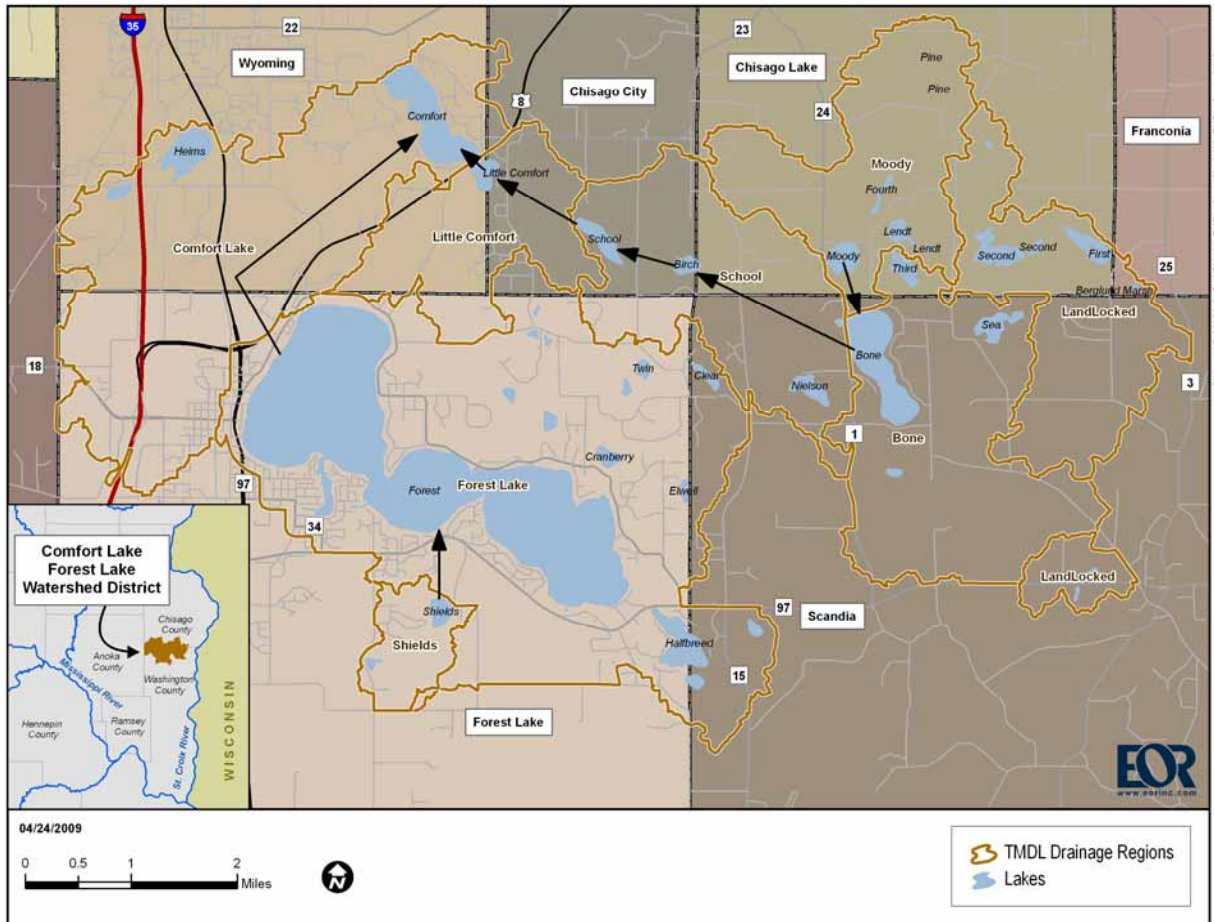 35
22
Wyoming
23
Chisago Lake
Pine
Pine
8
Chisago City
24
Franconia
Comfort
Heims
Little Comfort
Moody
Fourth
School
Lendt
Lendt
Second
Second
First
Comfort Lake
Little Comfort
Birch
School
Moody
Third
25
Berglund Marsh
LandLocked
Sea
18
Bone
Twin
Clear
Nielson
3
1
Bone
Cranberry
97
Forest
Forest Lake
Elwell
34
LandLocked
Shields
97
Scandia
Shields
Halfbreed
15
Forest Lake
Comfort Lake
Forest Lake
Watershed District
Chisago
County
Anoka
County
Mississippi River
Washington
County
Hennepin
County
Ramsey
County
St. Croix River
WISCONSIN
EOR
www.eorinc.com
04/24/2009
0 0.5 1 2
Miles
N
TMDL Drainage Regions
Lakes